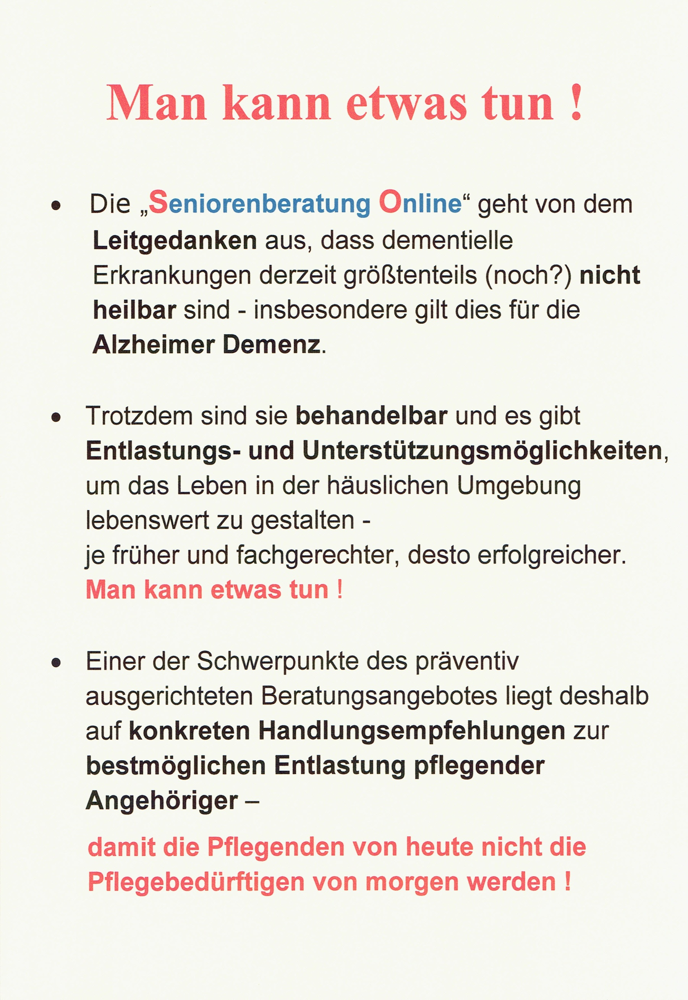 Man kann etwas tun !
• Die „Seniorenberatung Online“ geht von dem
Leitgedanken aus, dass dementielle
Erkrankungen derzeit größtenteils (noch?) nicht
heilbar sind - insbesondere gilt dies für die
Alzheimer Demenz.
• Trotzdem sind sie behandelbar und es gibt
Entlastungs- und Unterstützungsmöglichkeiten,
um das Leben in der häuslichen Umgebung
lebenswert zu gestalten -
je früher und fachgerechter, desto erfolgreicher.
Man kann etwas tun !
• Einer der Schwerpunkte des präventiv
ausgerichteten Beratungsangebotes liegt deshalb
auf konkreten Handlungsempfehlungen zur
bestmöglichen Entlastung pflegender
Angehöriger –
damit die Pflegenden von heute nicht die
Pflegebedürftigen von morgen werden !